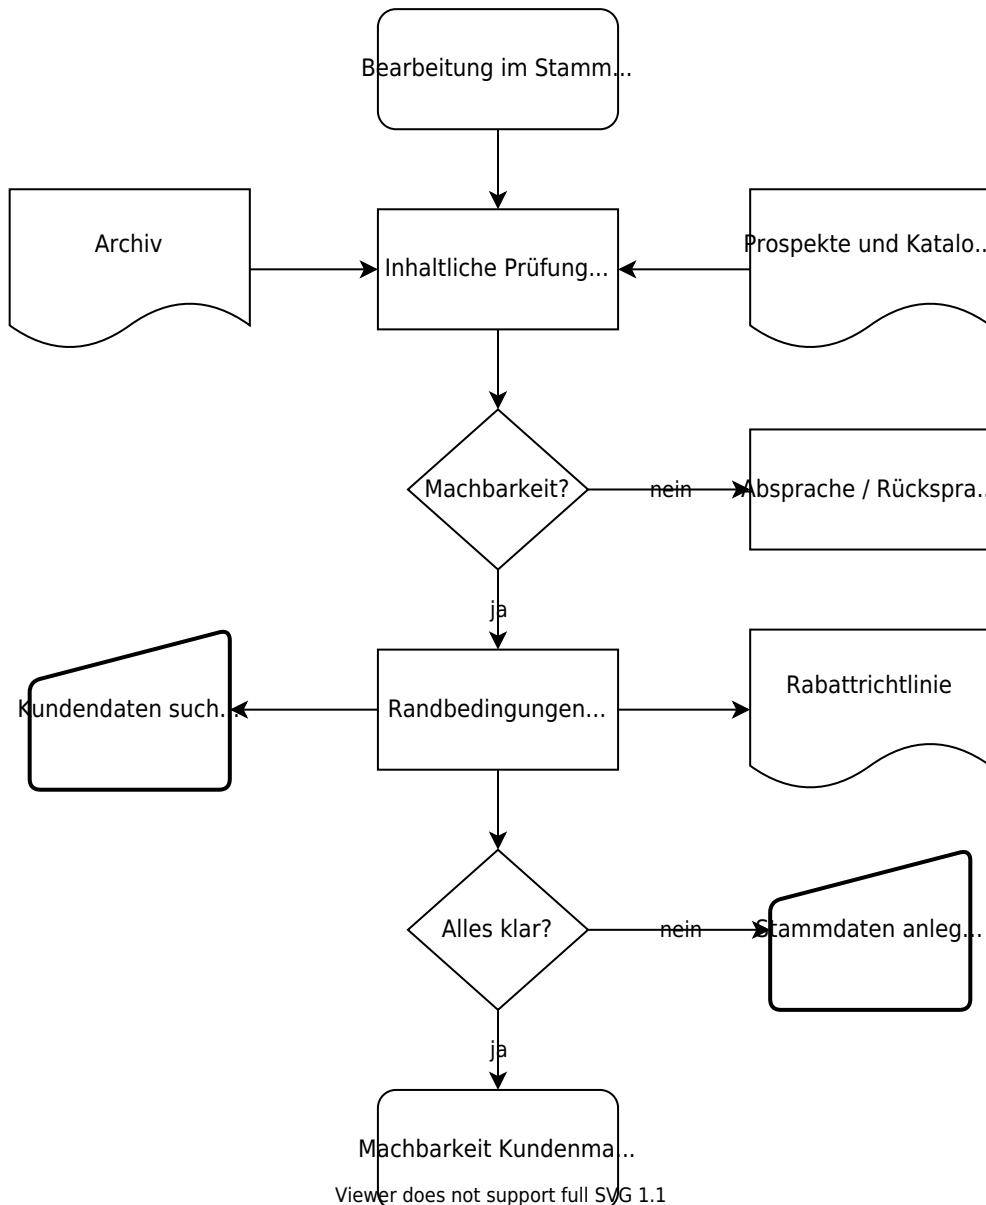 Bearbeitung im Stamm...
Archiv
Inhaltliche Prüfung...
Prospekte und Katalo...
Machbarkeit?
nein
Absprache / Rückspra...
ja
Kundendaten such...
Randbedingungen...
Rabattrichtlinie
Alles klar?
nein
Stammdaten anleg...
ja
Machbarkeit Kundenma...
Viewer does not support full SVG 1.1